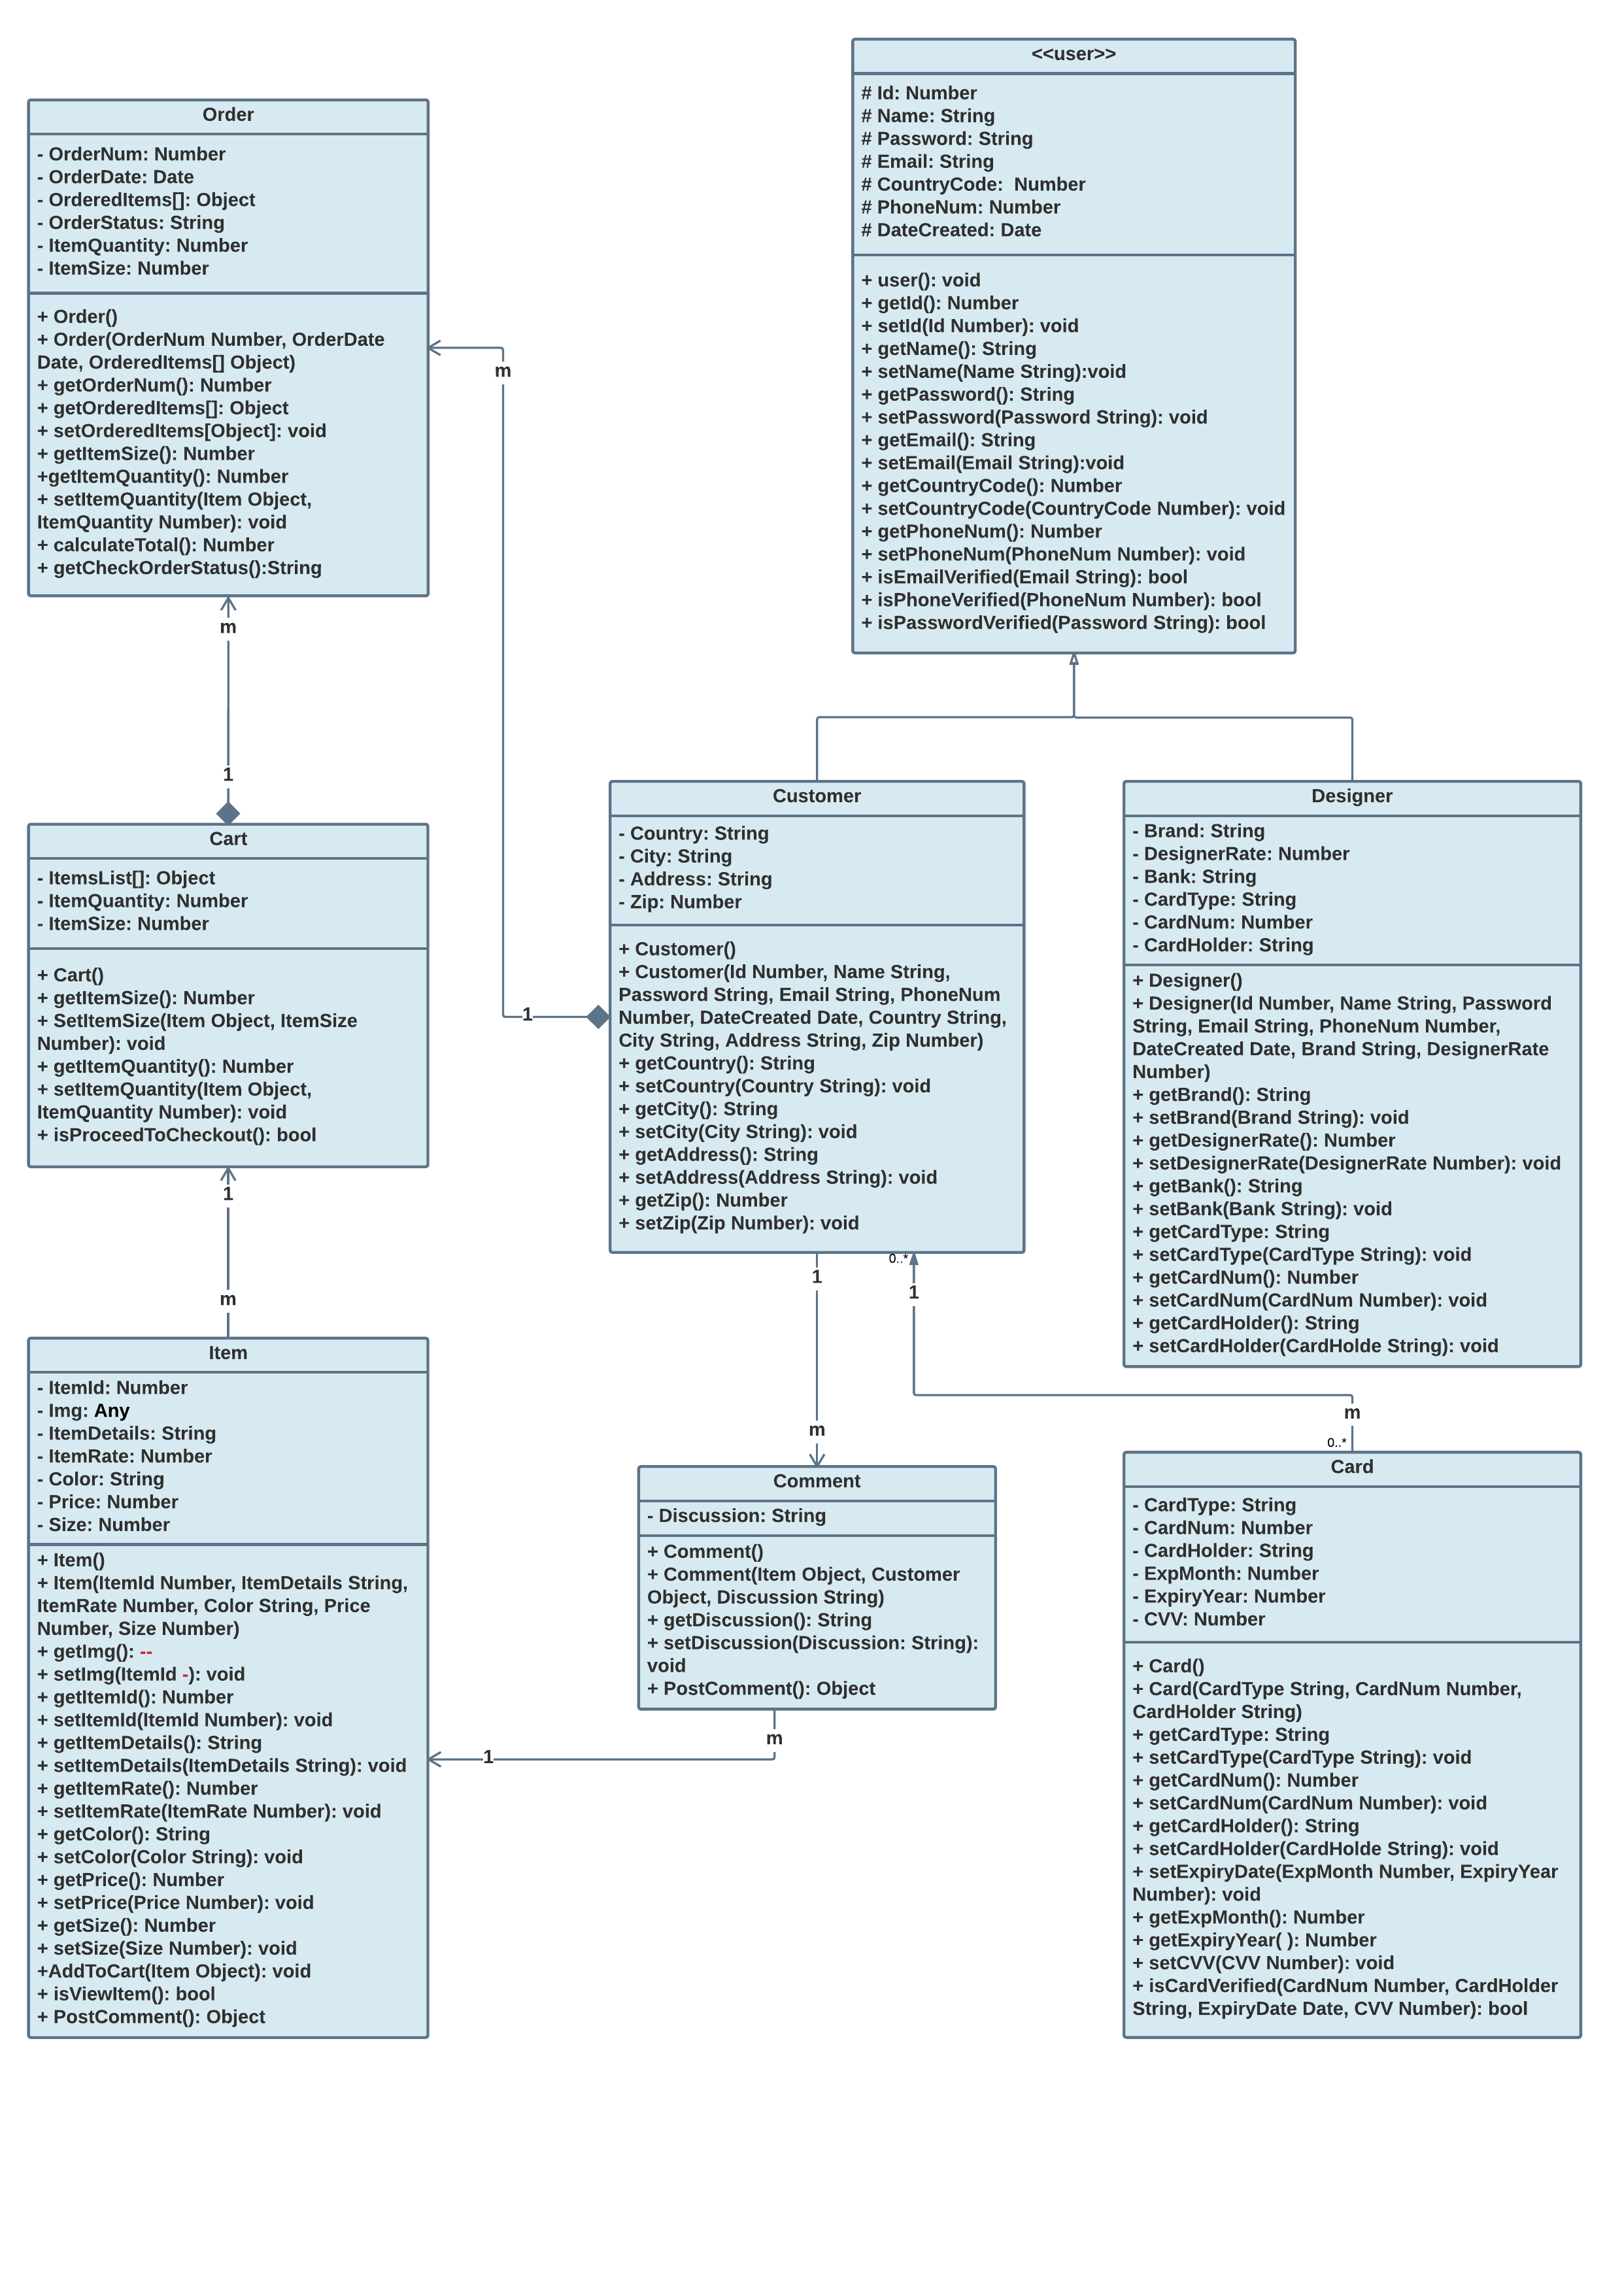 <<user>>
# Id: Number
# Name: String
# Password: String
# Email: String
# CountryCode:  Number
# PhoneNum: Number
# DateCreated: Date
+ user(): void
+ getId(): Number
+ setId(Id Number): void
+ getName(): String
+ setName(Name String):void
+ getPassword(): String
+ setPassword(Password String): void
+ getEmail(): String
+ setEmail(Email String):void
+ getCountryCode(): Number
+ setCountryCode(CountryCode Number): void
+ getPhoneNum(): Number
+ setPhoneNum(PhoneNum Number): void
+ isEmailVerified(Email String): bool
+ isPhoneVerified(PhoneNum Number): bool
+ isPasswordVerified(Password String): bool
Order
- OrderNum: Number
- OrderDate: Date
- OrderedItems[]: Object
- OrderStatus: String
- ItemQuantity: Number
- ItemSize: Number
+ Order()
+ Order(OrderNum Number, OrderDate
Date, OrderedItems[] Object)
+ getOrderNum(): Number
+ getOrderedItems[]: Object
+ setOrderedItems[Object]: void
+ getItemSize(): Number
+getItemQuantity(): Number
+ setItemQuantity(Item Object,
ItemQuantity Number): void
+ calculateTotal(): Number
+ getCheckOrderStatus():String
m
m
1
1
Cart
- ItemsList[]: Object
- ItemQuantity: Number
- ItemSize: Number
+ Cart()
+ getItemSize(): Number
+ SetItemSize(Item Object, ItemSize
Number): void
+ getItemQuantity(): Number
+ setItemQuantity(Item Object,
ItemQuantity Number): void
+ isProceedToCheckout(): bool
1
m
Customer
- Country: String
- City: String
- Address: String
- Zip: Number
+ Customer()
+ Customer(Id Number, Name String,
Password String, Email String, PhoneNum
Number, DateCreated Date, Country String,
City String, Address String, Zip Number)
+ getCountry(): String
+ setCountry(Country String): void
+ getCity(): String
+ setCity(City String): void
+ getAddress(): String
+ setAddress(Address String): void
+ getZip(): Number
+ setZip(Zip Number): void
Designer
- Brand: String
- DesignerRate: Number
- Bank: String
- CardType: String
- CardNum: Number
- CardHolder: String
+ Designer()
+ Designer(Id Number, Name String, Password
String, Email String, PhoneNum Number,
DateCreated Date, Brand String, DesignerRate
Number)
+ getBrand(): String
+ setBrand(Brand String): void
+ getDesignerRate(): Number
+ setDesignerRate(DesignerRate Number): void
+ getBank(): String
+ setBank(Bank String): void
+ getCardType: String
+ setCardType(CardType String): void
+ getCardNum(): Number
+ setCardNum(CardNum Number): void
+ getCardHolder(): String
+ setCardHolder(CardHolde String): void
0..*
1
1
m
m
0..*
Item
- ItemId: Number
- Img: Any
- ItemDetails: String
- ItemRate: Number
- Color: String
- Price: Number
- Size: Number
+ Item()
+ Item(ItemId Number, ItemDetails String,
ItemRate Number, Color String, Price
Number, Size Number)
+ getImg(): --
+ setImg(ItemId -): void
+ getItemId(): Number
+ setItemId(ItemId Number): void
+ getItemDetails(): String
+ setItemDetails(ItemDetails String): void
+ getItemRate(): Number
+ setItemRate(ItemRate Number): void
+ getColor(): String
+ setColor(Color String): void
+ getPrice(): Number
+ setPrice(Price Number): void
+ getSize(): Number
+ setSize(Size Number): void
+AddToCart(Item Object): void
+ isViewItem(): bool
+ PostComment(): Object
Comment
- Discussion: String
+ Comment()
+ Comment(Item Object, Customer
Object, Discussion String)
+ getDiscussion(): String
+ setDiscussion(Discussion: String):
void
+ PostComment(): Object
m
1
Card
- CardType: String
- CardNum: Number
- CardHolder: String
- ExpMonth: Number
- ExpiryYear: Number
- CVV: Number
+ Card()
+ Card(CardType String, CardNum Number,
CardHolder String)
+ getCardType: String
+ setCardType(CardType String): void
+ getCardNum(): Number
+ setCardNum(CardNum Number): void
+ getCardHolder(): String
+ setCardHolder(CardHolde String): void
+ setExpiryDate(ExpMonth Number, ExpiryYear
Number): void
+ getExpMonth(): Number
+ getExpiryYear( ): Number
+ setCVV(CVV Number): void
+ isCardVerified(CardNum Number, CardHolder
String, ExpiryDate Date, CVV Number): bool